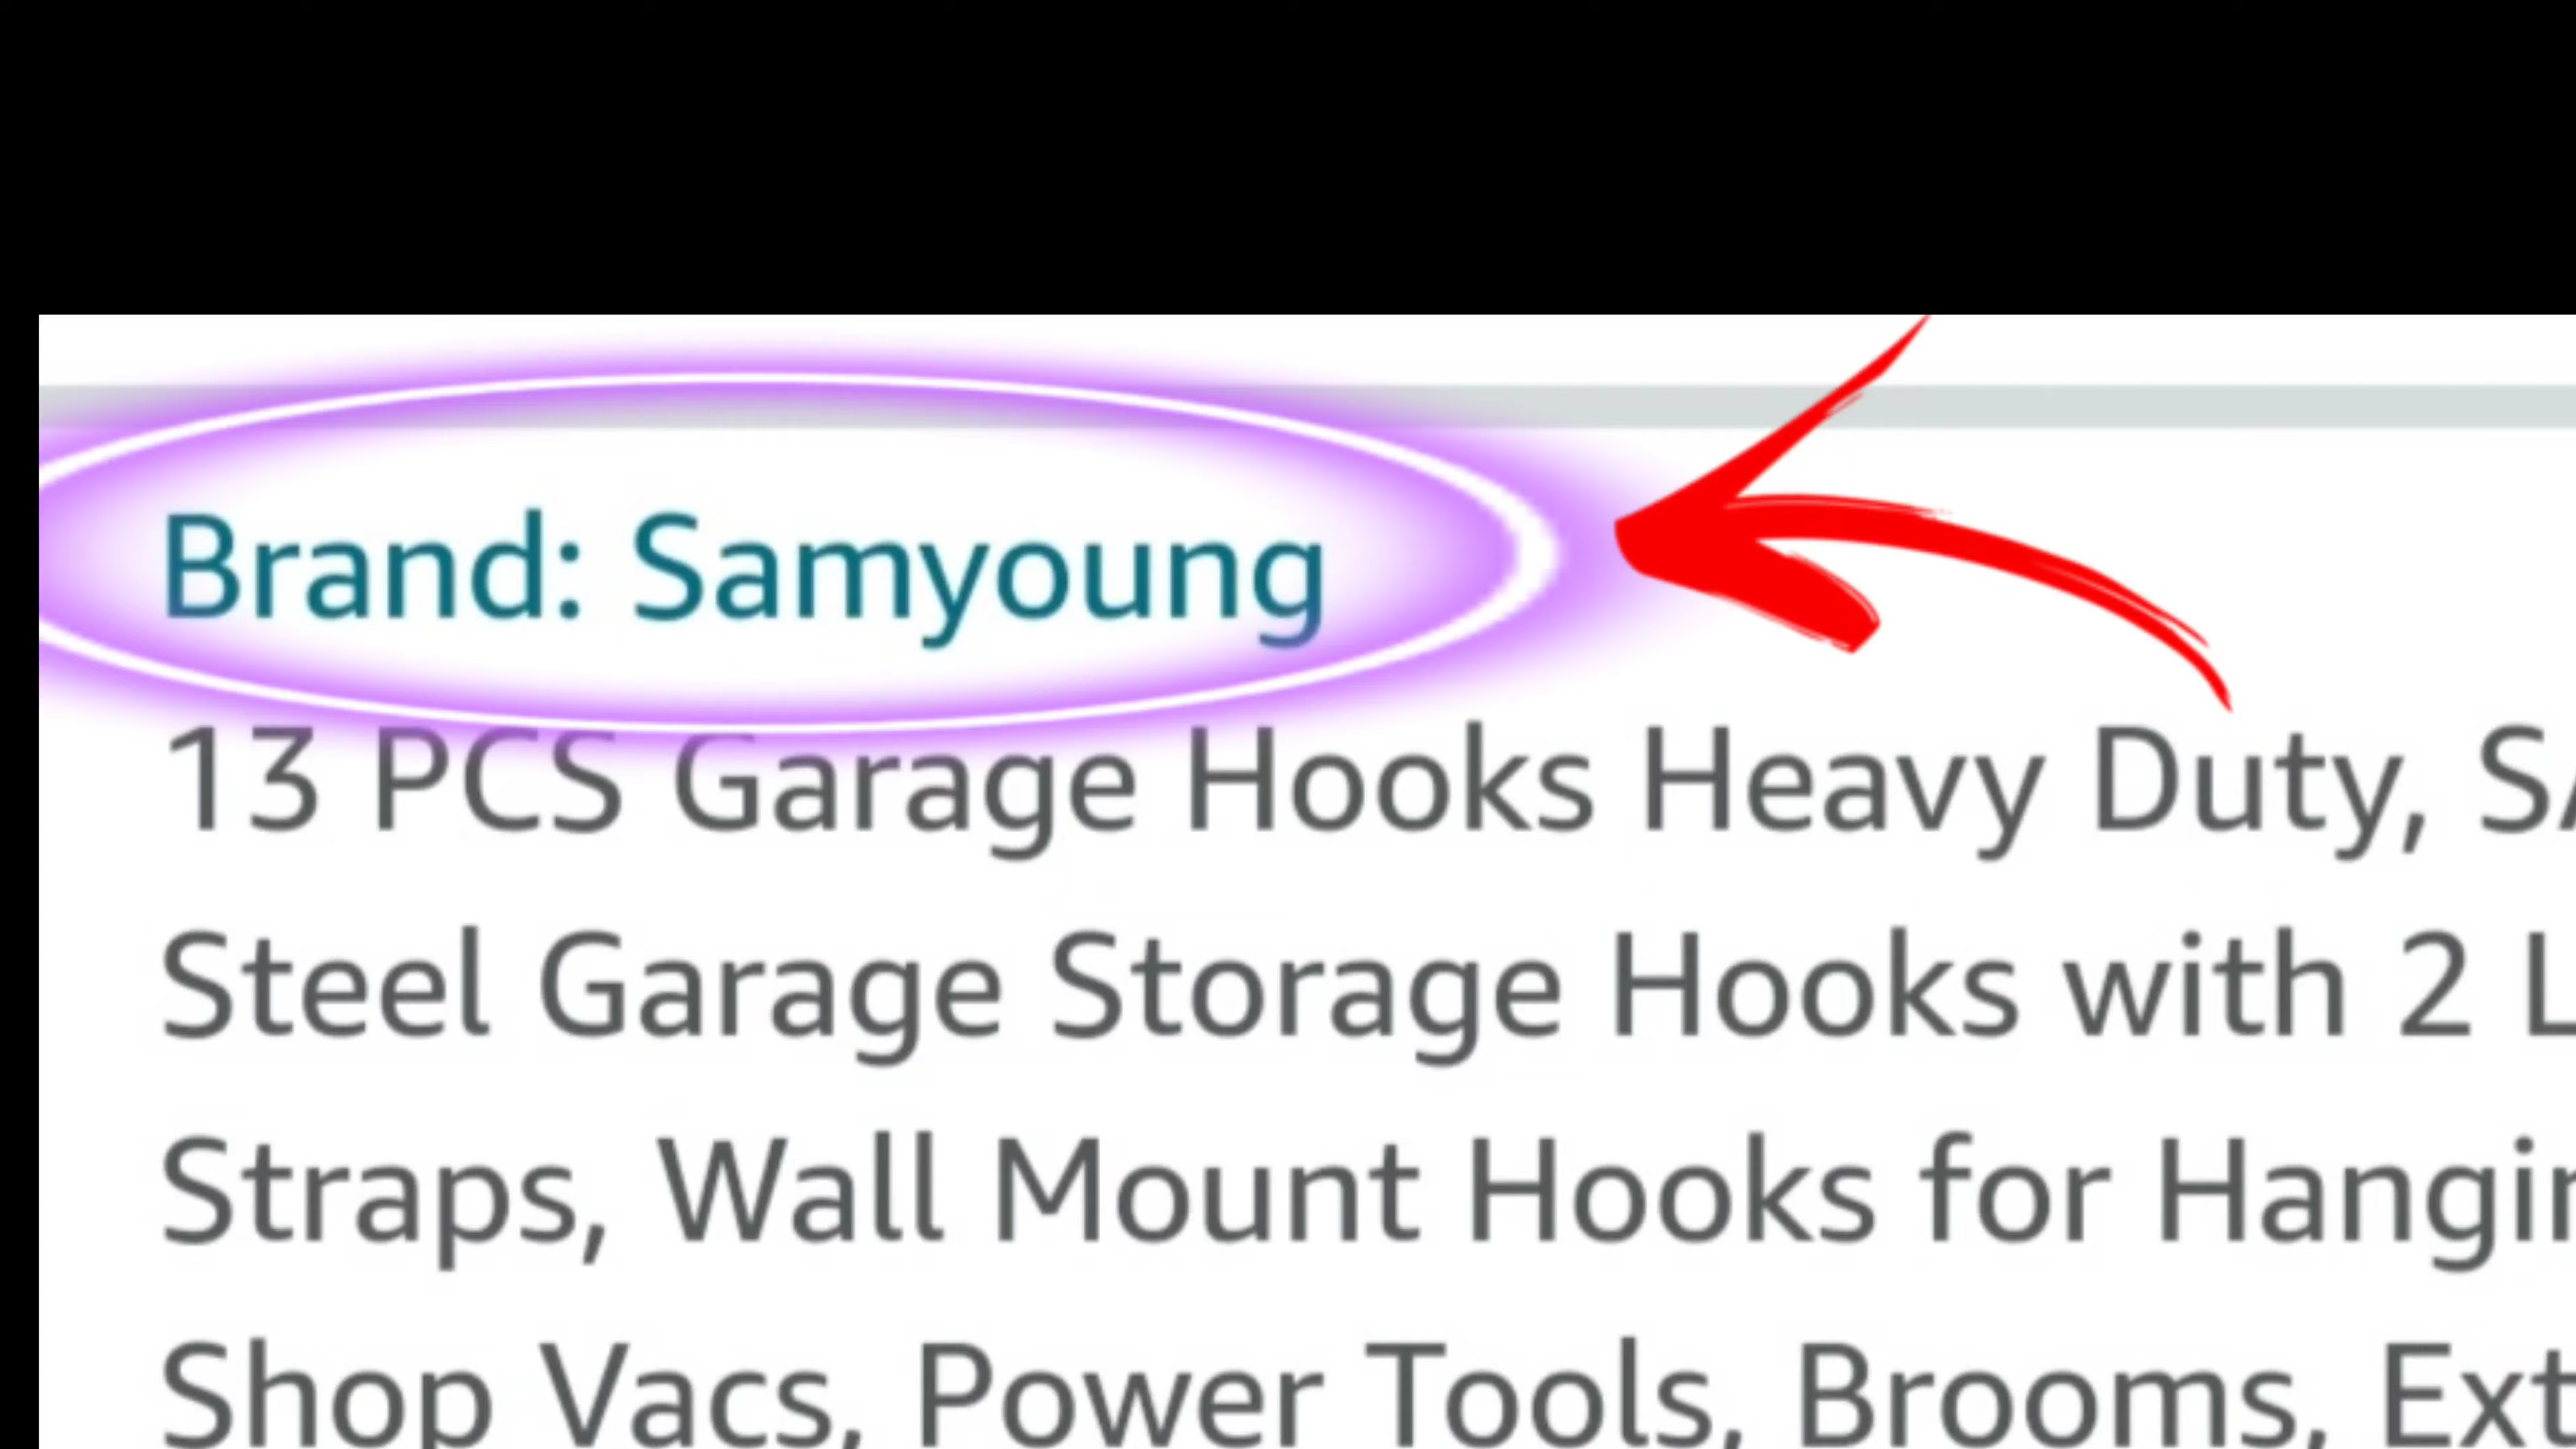 Brand: Samyoung
13 PCS Garage Hooks Heavy Duty,
Steel Garage Storage Hooks with 2
Straps, Wall Mount Hooks for
Shop Vacs, Power Tools, Brooms,